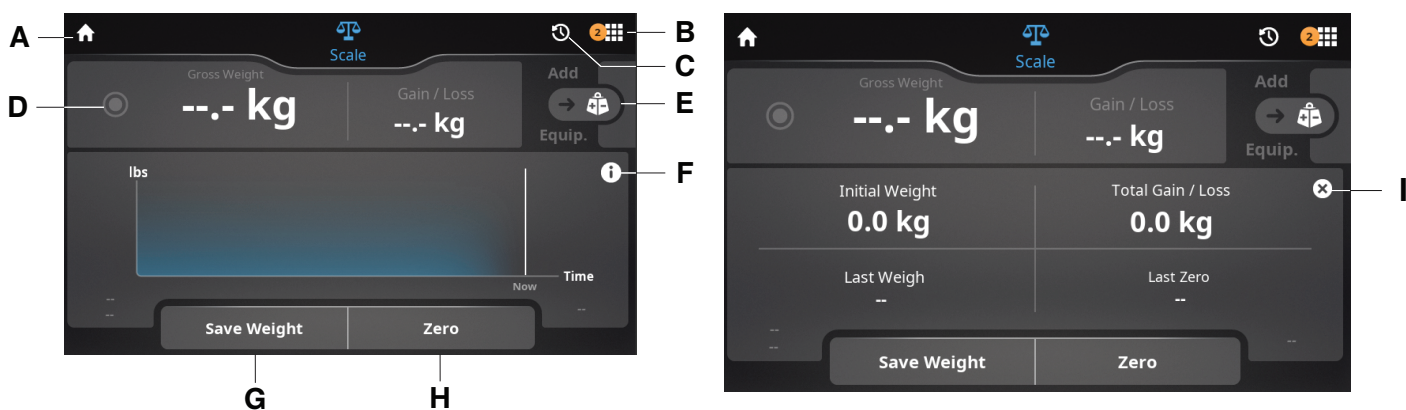 A
2
B
Scale
C
Gross Weight
Add
D
--.- kg
Gain / Loss
--.- kg
E
Equip.
lbs
F
Time
Now
--
--
--
Save Weight
Zero
G
H
2
Scale
Gross Weight
Add
--.- kg
Gain / Loss
--.- kg
Equip.
Initial Weight
0.0 kg
Total Gain / Loss
0.0 kg
I
Last Weigh
--
Last Zero
--
--
--
--
Save Weight
Zero